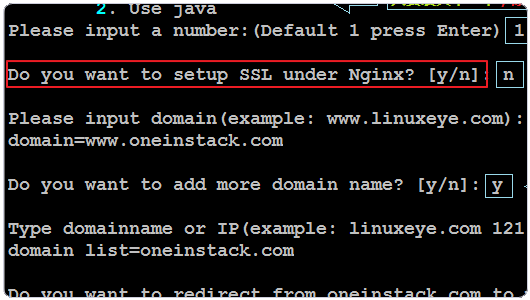 2. Use java
Please input a number:(Default 1 press Enter) 1
Do you want to setup SSL under Nginx? [y/n]: n
Please input domain(example: www.linuxeye.com):
domain=www.oneinstack.com
Do you want to add more domain name? [y/n]: y
Type domainname or IP(example: linuxeye.com 121
domain list=oneinstack.com
Do you want to redirect from oneinstack.com to